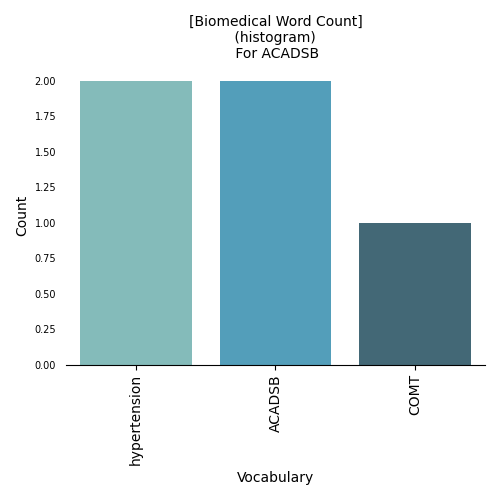 [Biomedical Word Count]
(histogram)
For ACADSB
2.00
1.75
1.50
1.25
1.00
0.75
0.50
0.25
0.00
Count
hypertension
ACADSB
COMT
Vocabulary